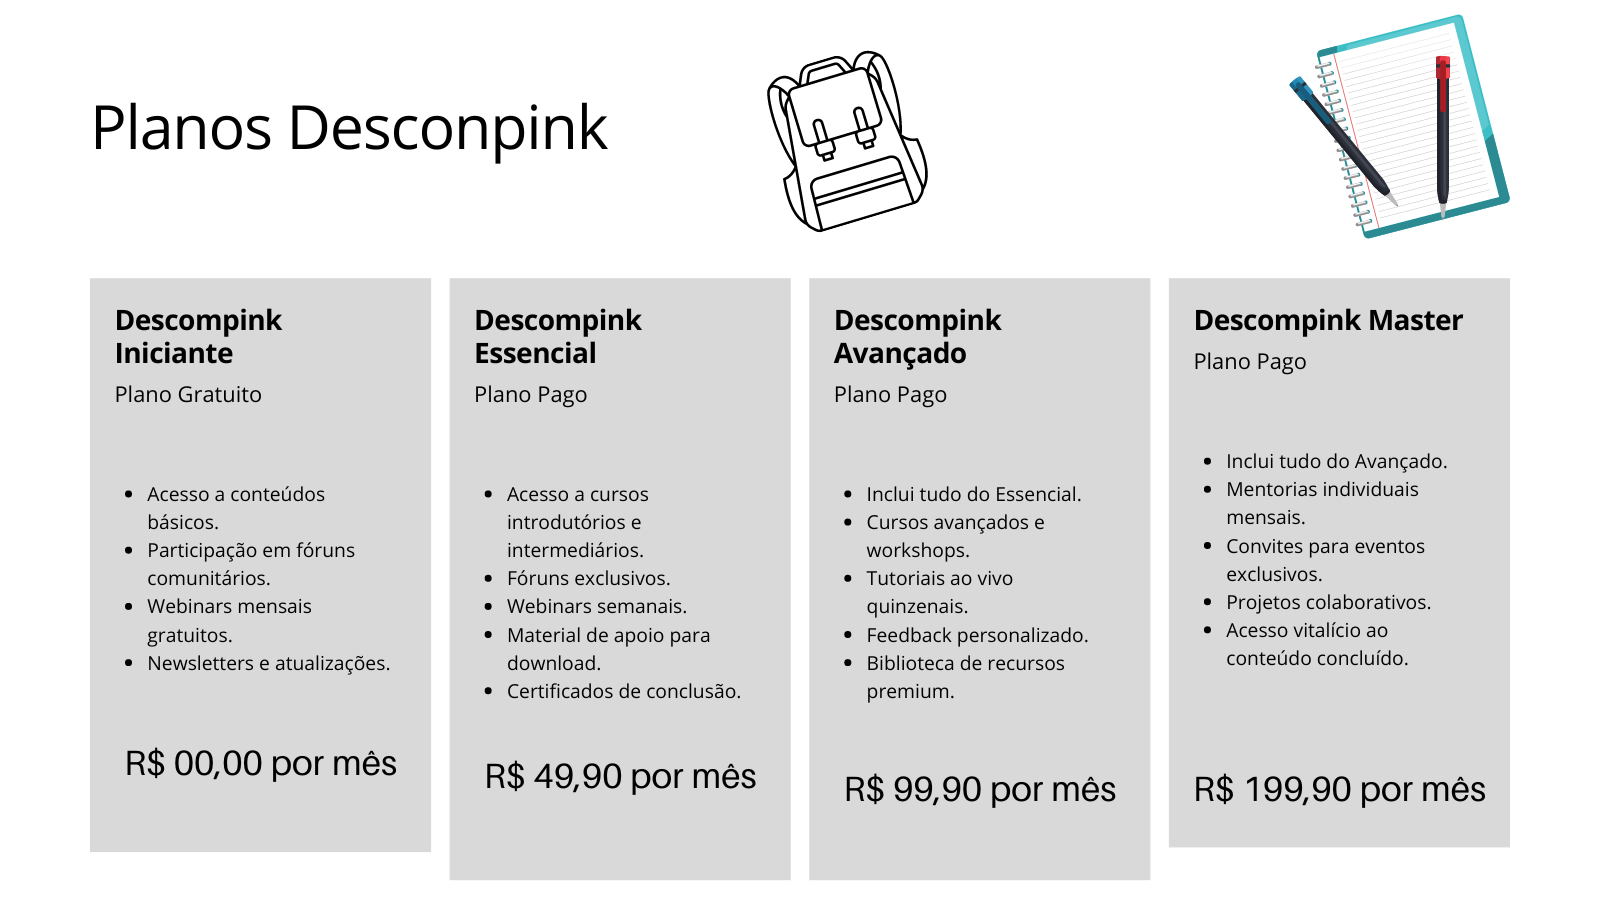 Planos Desconpink
Descompink
Iniciante
Plano Gratuito
• Acesso a conteúdos
básicos.
• Participação em fóruns
comunitários.
• Webinars mensais
gratuitos.
• Newsletters e atualizações.
R$ 00,00 por mês
Descompink
Essencial
Plano Pago
• Acesso a cursos
introdutórios e
intermediários.
• Fóruns exclusivos.
• Webinars semanais.
• Material de apoio para
download.
• Certificados de conclusão.
R$ 49,90 por mês
Descompink
Avançado
Plano Pago
• Inclui tudo do Essencial.
• Cursos avançados e
workshops.
• Tutoriais ao vivo
quinzenais.
• Feedback personalizado.
• Biblioteca de recursos
premium.
R$ 99,90 por mês
Descompink Master
Plano Pago
• Inclui tudo do Avançado.
• Mentorias individuais
mensais.
• Convites para eventos
exclusivos.
• Projetos colaborativos.
• Acesso vitalício ao
conteúdo concluído.
R$ 199,90 por mês